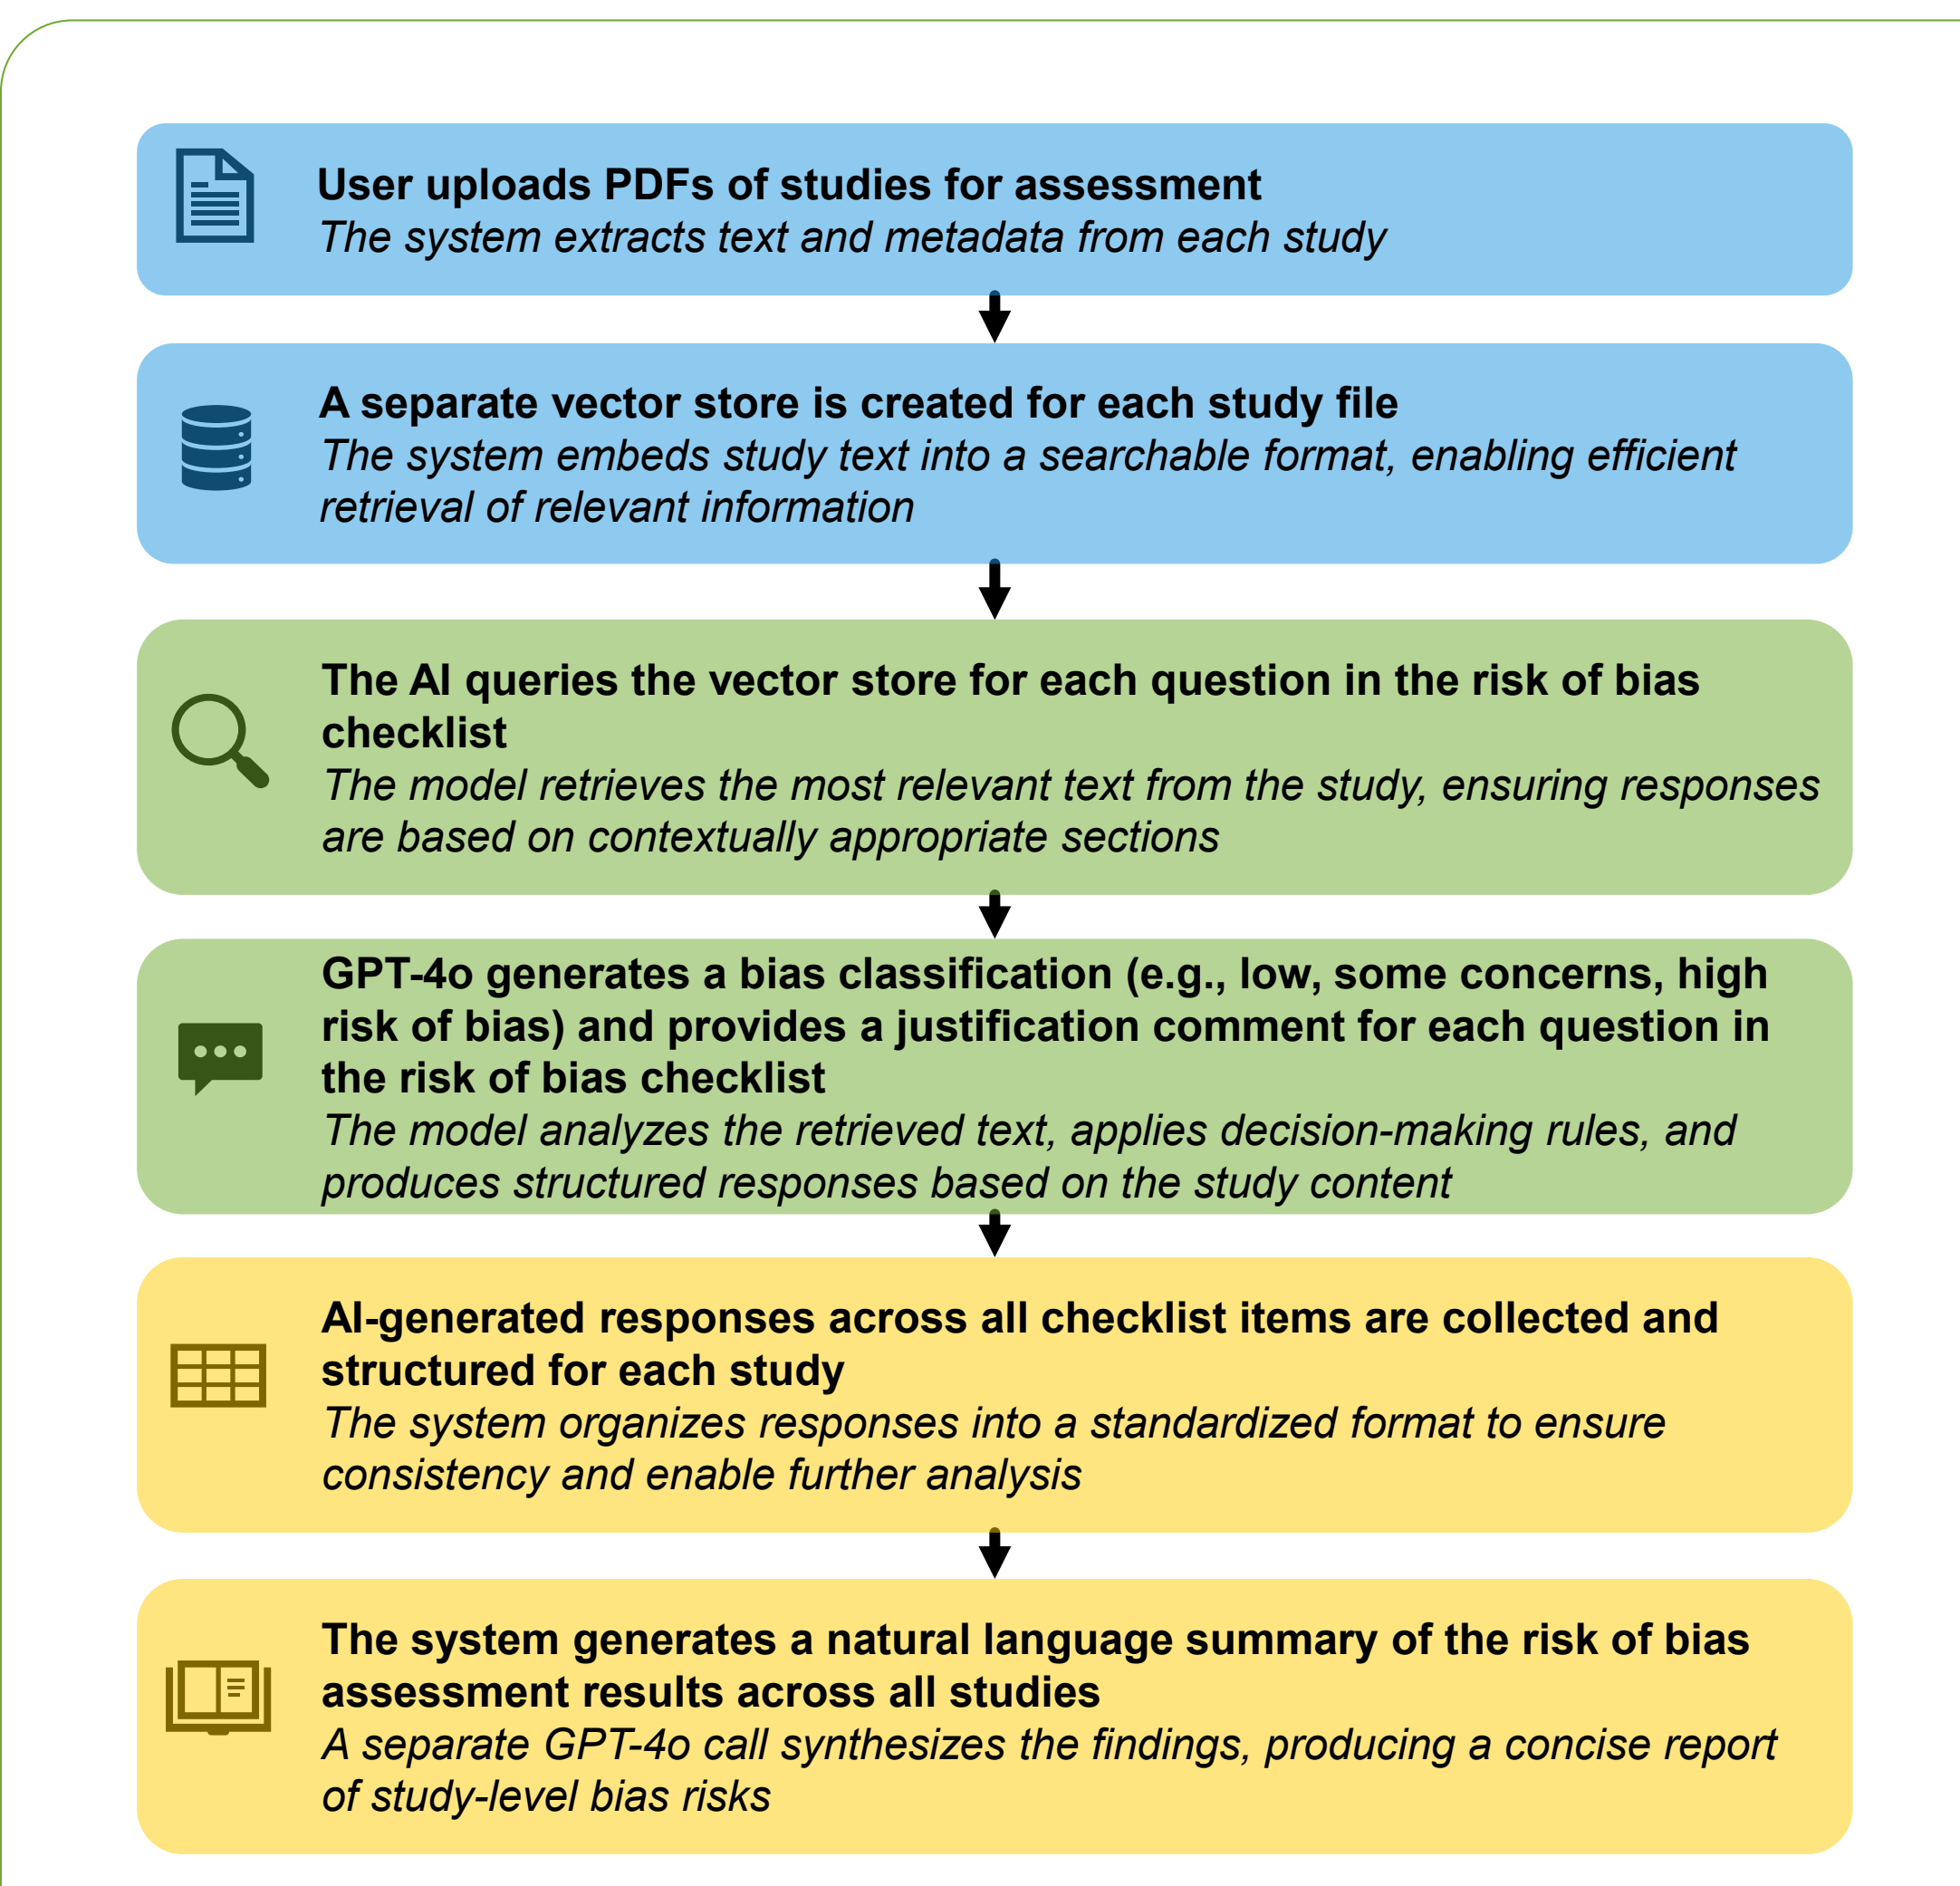 User uploads PDFs of studies for assessment
The system extracts text and metadata from each study
A separate vector store is created for each study file
The system embeds study text into a searchable format, enabling efficient
retrieval of relevant information
The AI queries the vector store for each question in the risk of bias
checklist
The model retrieves the most relevant text from the study, ensuring responses
are based on contextually appropriate sections
GPT-4o generates a bias classification (e.g., low, some concerns, high
risk of bias) and provides a justification comment for each question in
the risk of bias checklist
The model analyzes the retrieved text, applies decision-making rules, and
produces structured responses based on the study content
AI-generated responses across all checklist items are collected and
structured for each study
The system organizes responses into a standardized format to ensure
consistency and enable further analysis
The system generates a natural language summary of the risk of bias
assessment results across all studies
A separate GPT-4o call synthesizes the findings, producing a concise report
of study-level bias risks